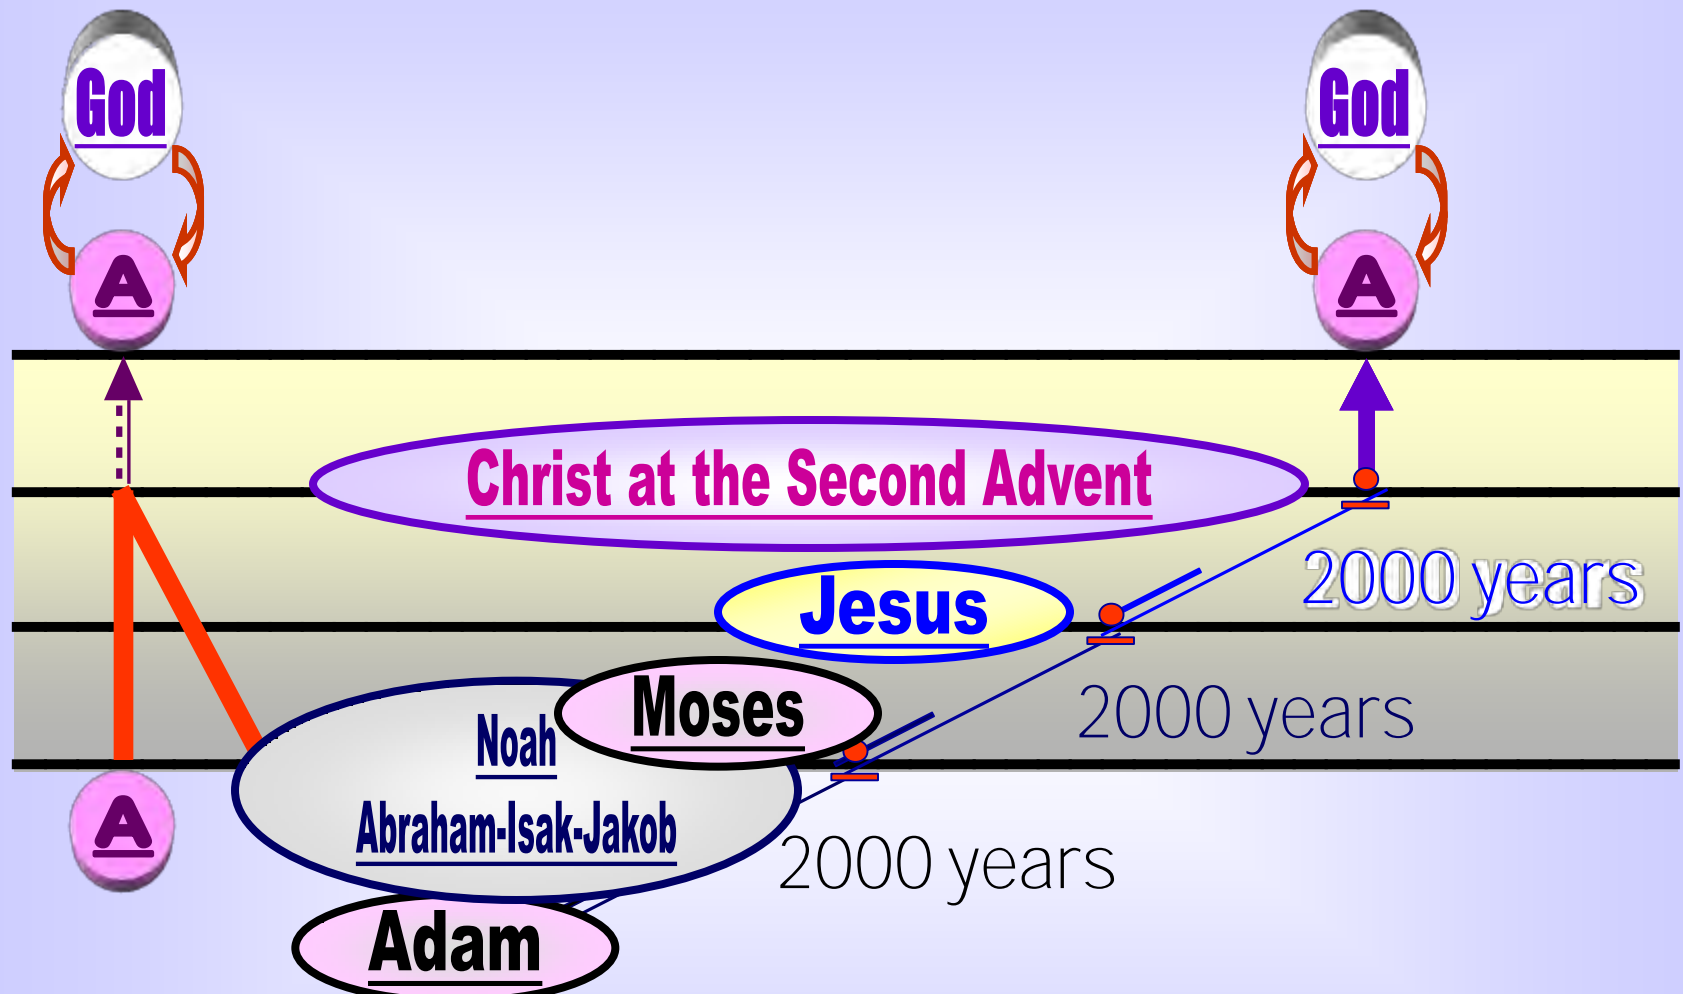 God
God
A
A
Christ at the Second Advent
2000 years
Jesus
Moses
2000 years
Noah
Abraham-Isak-Jakob
A
2000 years
Adam